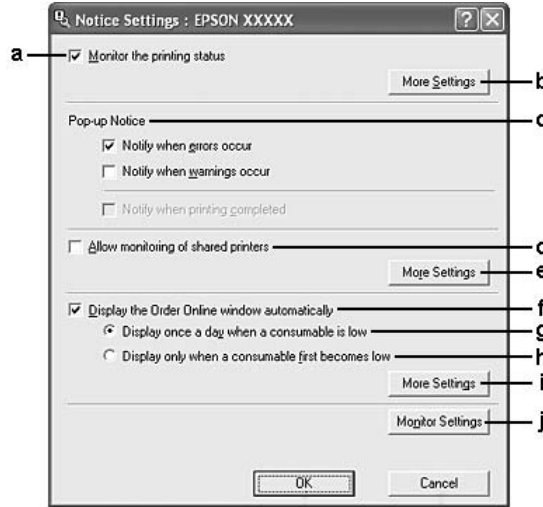 Notice Settings : EPSON XXXXX
a
Monitor the printing status
More Settings
b
Pop-up Notice
c
Notify when errors occur
Notify when warnings occur
Notify when printing completed
Allow monitoring of shared printers
d
More Settings
e
Display the Order Online window automatically
f
Display once a day when a consumable is low
g
Display only when a consumable first becomes low
h
More Settings
i
Monitor Settings
j
OK
Cancel